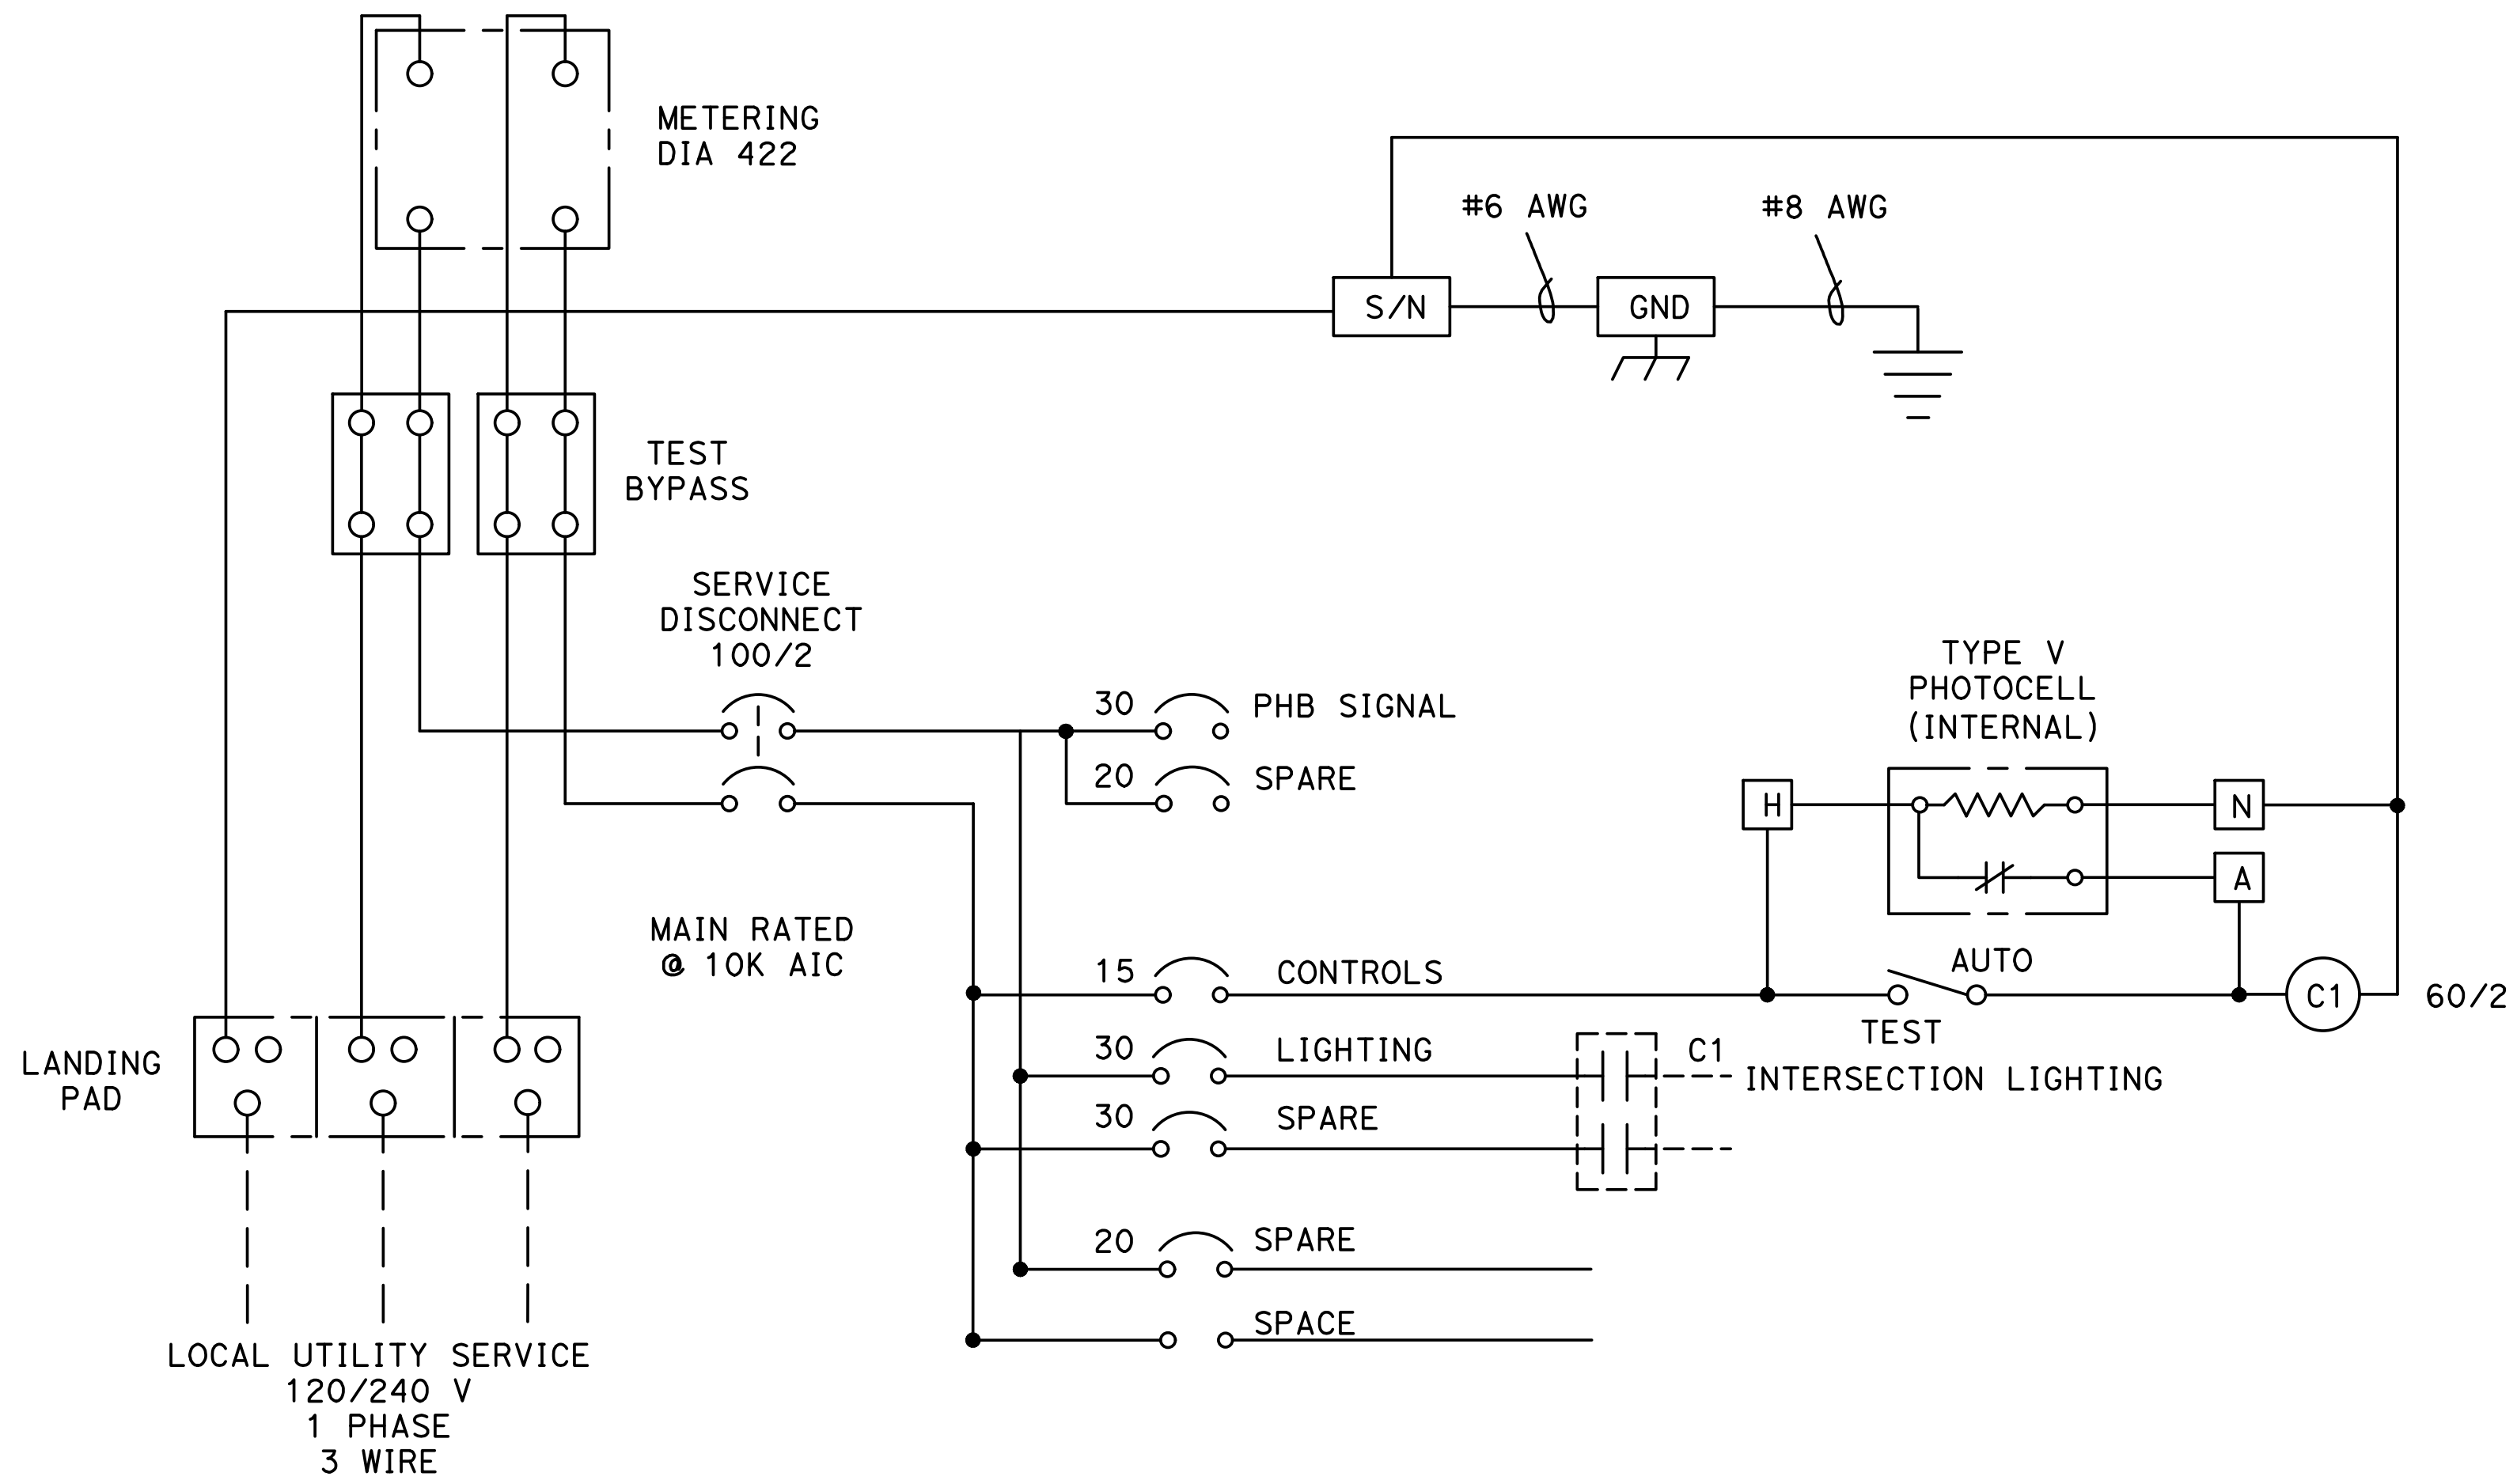 METERING
DIA 422
#6 AWG
#8 AWG
S/N
GND
TEST
BYPASS
SERVICE
DISCONNECT
100/2
30
PHB SIGNAL
20
SPARE
TYPE V
PHOTOCELL
(INTERNAL)
H
N
A
MAIN RATED
@ 10K AIC
15
CONTROLS
AUTO
TEST
C1
60/2
30
LIGHTING
C1
INTERSECTION LIGHTING
30
SPARE
LANDING
PAD
20
SPARE
SPACE
LOCAL UTILITY SERVICE
120/240 V
1 PHASE
3 WIRE